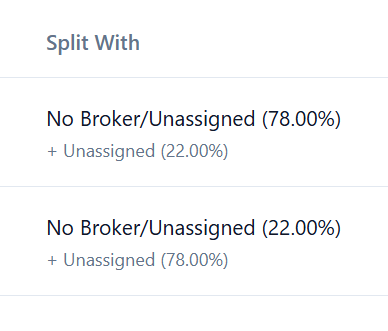 Split With
No Broker/Unassigned (78.00%)
+ Unassigned (22.00%)
No Broker/Unassigned (22.00%)
+ Unassigned (78.00%)